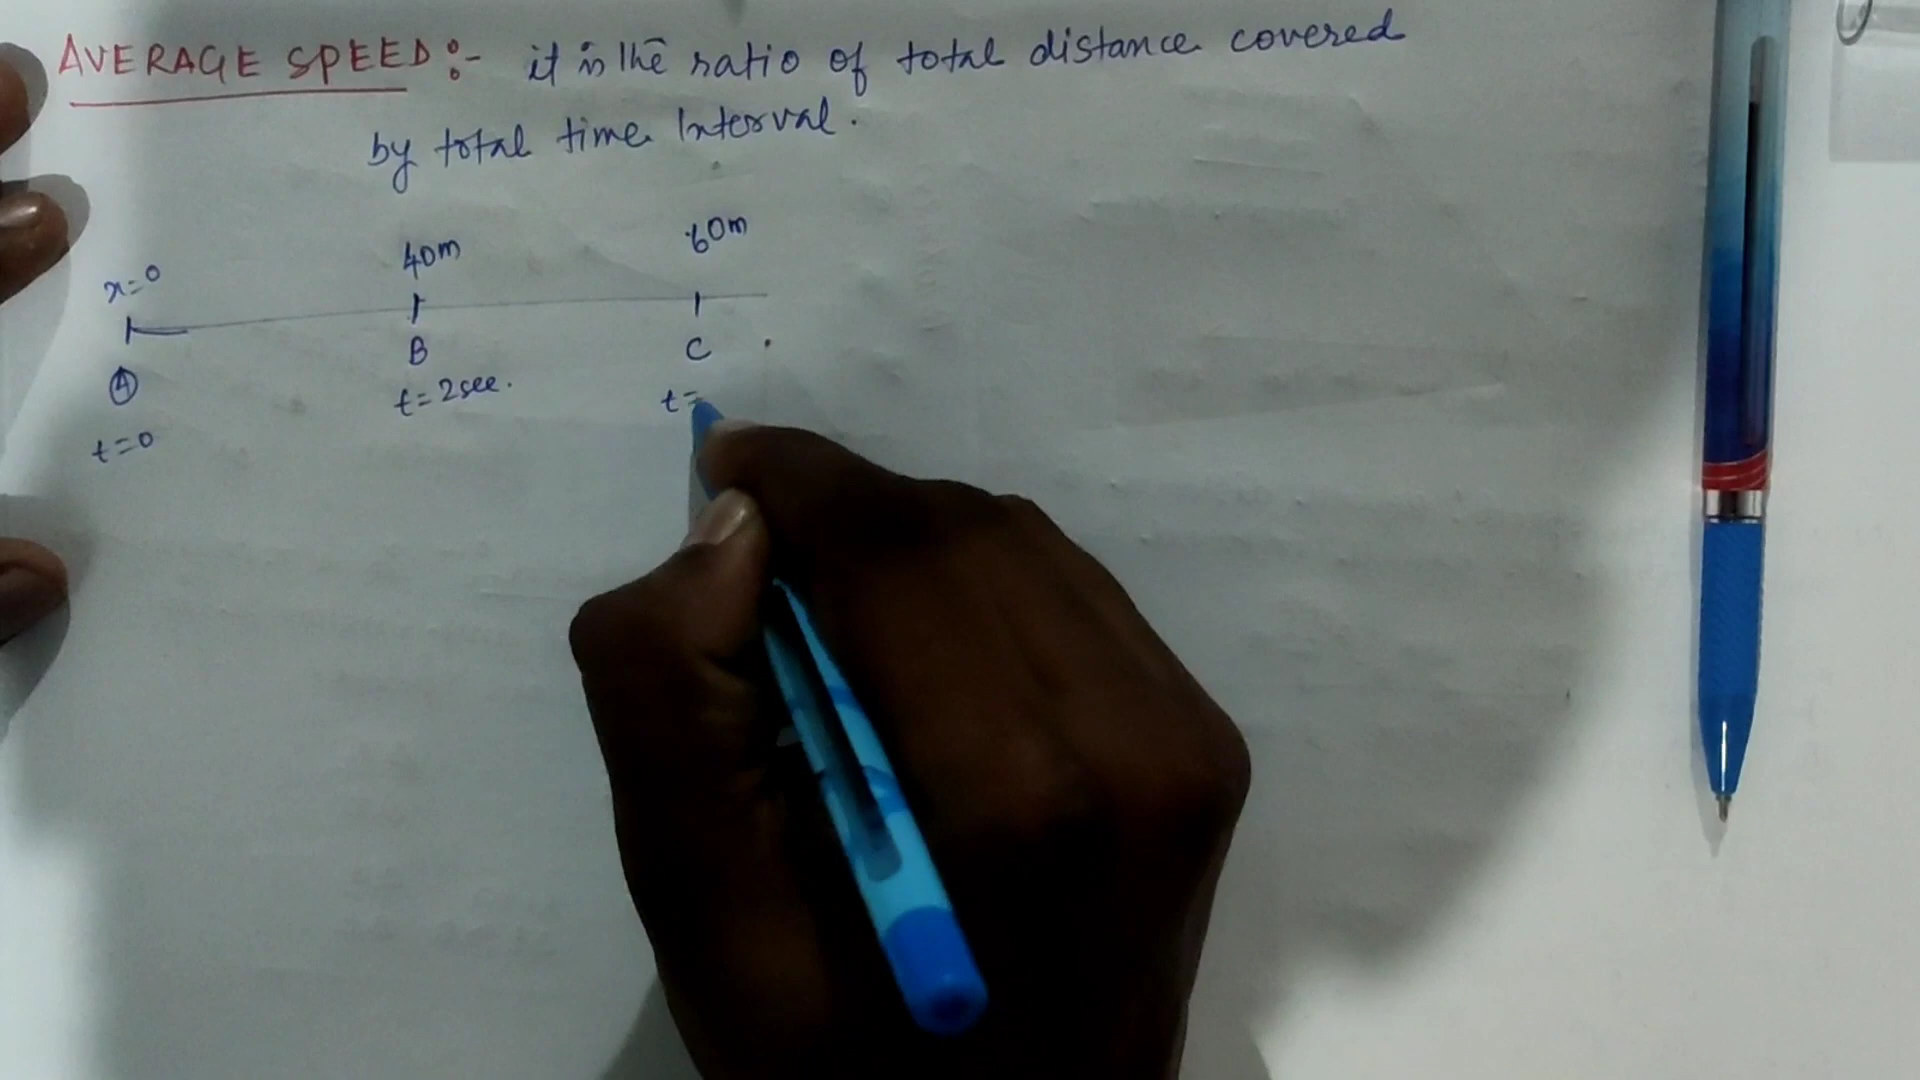 AVERAGE SPEED :- it is the ratio of total distance covered
by total time Interval.
x=0 40m 60m
A B C
t=0 t=2sec. t=